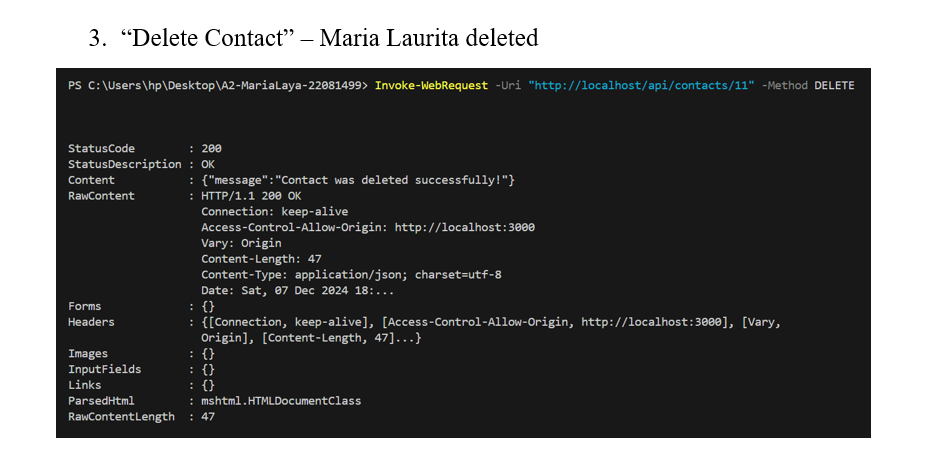 3. “Delete Contact” – Maria Laurita deleted
PS C:\Users\hp\Desktop\A2-MariaLaya-22081499> Invoke-WebRequest -Uri "http://localhost/api/contacts/11" -Method DELETE
StatusCode : 200
StatusDescription : OK
Content : {"message":"Contact was deleted successfully!"}
RawContent : HTTP/1.1 200 OK
Connection: keep-alive
Access-Control-Allow-Origin: http://localhost:3000
Vary: Origin
Content-Length: 47
Content-Type: application/json; charset=utf-8
Date: Sat, 07 Dec 2024 18:...
Forms : {}
Headers : {[Connection, keep-alive], [Access-Control-Allow-Origin, http://localhost:3000], [Vary,
Origin], [Content-Length, 47]...}
Images : {}
InputFields : {}
Links : {}
ParsedHtml : mshtml.HTMLDocumentClass
RawContentLength : 47